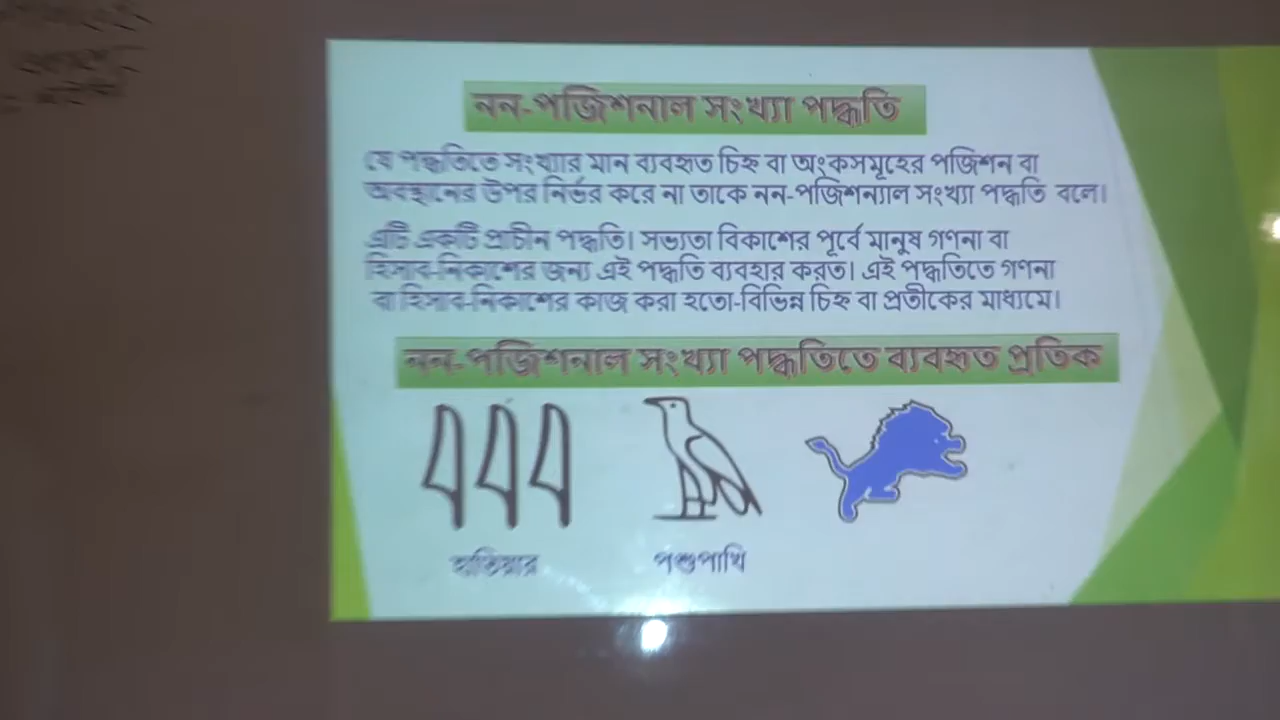 নন-পজিশনাল সংখ্যা পদ্ধতি
যে পদ্ধতিতে সংখ্যার মান ব্যবহৃত চিহ্ন বা অংকসমূহের পজিশন বা
অবস্থানের উপর নির্ভর করে না তাকে নন-পজিশন্যাল সংখ্যা পদ্ধতি বলে।
এটি একটি প্রাচীন পদ্ধতি। সভ্যতা বিকাশের পূর্বে মানুষ গণনা বা
হিসাব-নিকাশের জন্য এই পদ্ধতি ব্যবহার করত। এই পদ্ধতিতে গণনা
বা হিসাব-নিকাশের কাজ করা হতো-বিভিন্ন চিহ্ন বা প্রতীকের মাধ্যমে।
নন-পজিশনাল সংখ্যা পদ্ধতিতে ব্যবহৃত প্রতিক
হাতিয়ার পশুপাখি